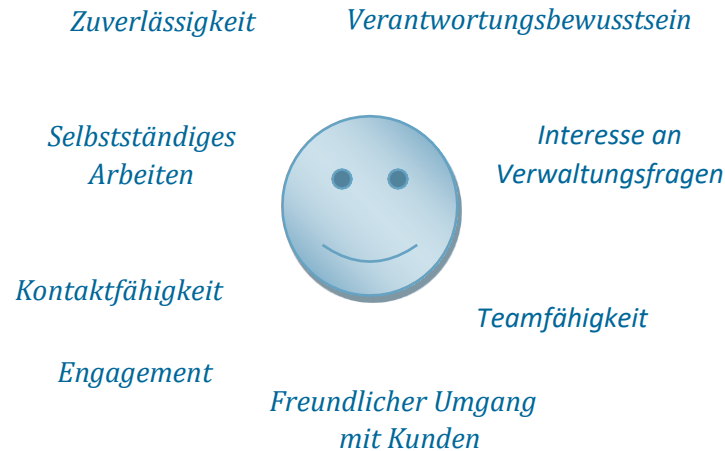 Zuverlässigkeit
Verantwortungsbewusstsein
Selbstständiges
Arbeiten
Interesse an
Verwaltungsfragen
Kontaktfähigkeit
Teamfähigkeit
Engagement
Freundlicher Umgang
mit Kunden